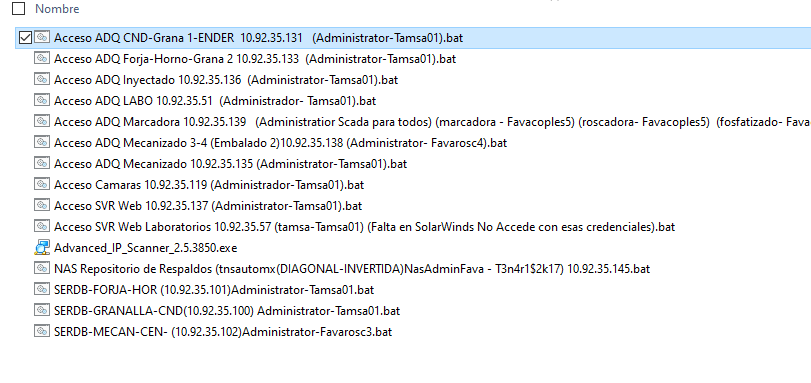 Nombre
Acceso ADQ CND-Grana 1-ENDER  10.92.35.131   (Administrator-Tamsa01).bat
Acceso ADQ Forja-Horno-Grana 2 10.92.35.133  (Administrator-Tamsa01).bat
Acceso ADQ Inyectado 10.92.35.136  (Administrator-Tamsa01).bat
Acceso ADQ LABO 10.92.35.51  (Administrador- Tamsa01).bat
Acceso ADQ Marcadora 10.92.35.139   (Administratior Scada para todos) (marcadora - Favacoples5) (roscadora- Favacoples5)  (fosfatizado- Favar
Acceso ADQ Mecanizado 3-4 (Embalado 2)10.92.35.138 (Administrator- Favarosc4).bat
Acceso ADQ Mecanizado 10.92.35.135 (Administrator-Tamsa01).bat
Acceso Camaras 10.92.35.119 (Administrador-Tamsa01).bat
Acceso SVR Web 10.92.35.137 (Administrator-Tamsa01).bat
Acceso SVR Web Laboratorios 10.92.35.57 (tamsa-Tamsa01) (Falta en SolarWinds No Accede con esas credenciales).bat
Advanced_IP_Scanner_2.5.3850.exe
NAS Repositorio de Respaldos (tnsautomx(DIAGONAL-INVERTIDA)NasAdminFava - T3n4r1$2k17) 10.92.35.145.bat
SERDB-FORJA-HOR (10.92.35.101)Administrator-Tamsa01.bat
SERDB-GRANALLA-CND(10.92.35.100) Administrator-Tamsa01.bat
SERDB-MECAN-CEN- (10.92.35.102)Administrator-Favarosc3.bat